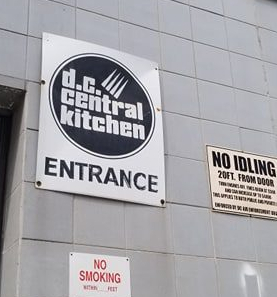 d.c.
central
kitchen
ENTRANCE
NO IDLING
20FT. FROM DOOR
NO
SMOKING
WITHIN FEET